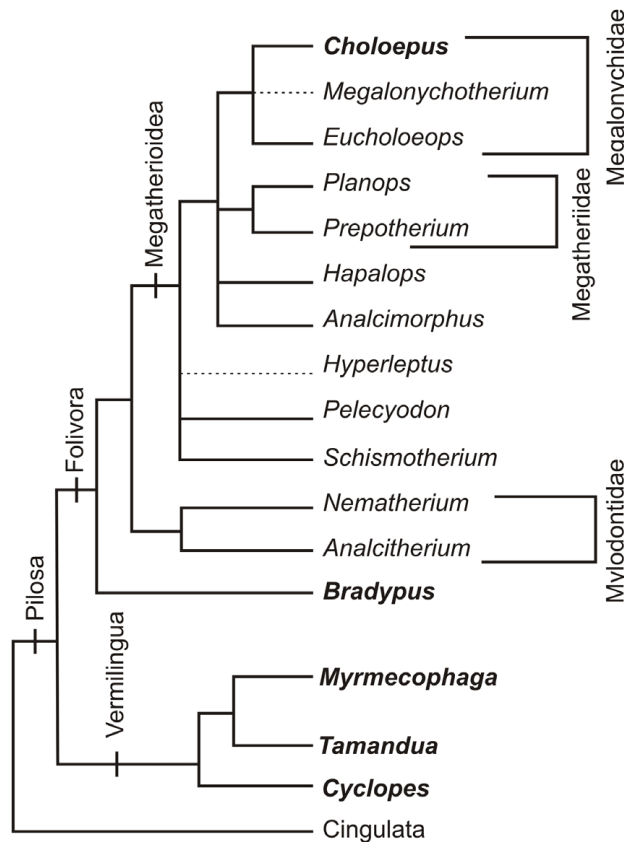 Choloepus
Megalonychotherium
Eucholoeops
Megalonychidae
Planops
Prepotherium
Megatheriidae
Megatherioidea
Hapalops
Analcimorphus
Hyperleptus
Pelecyodon
Schismotherium
Folivora
Nematherium
Analcitherium
Mylodontidae
Bradypus
Pilosa
Vermilingua
Myrmecophaga
Tamandua
Cyclopes
Cingulata